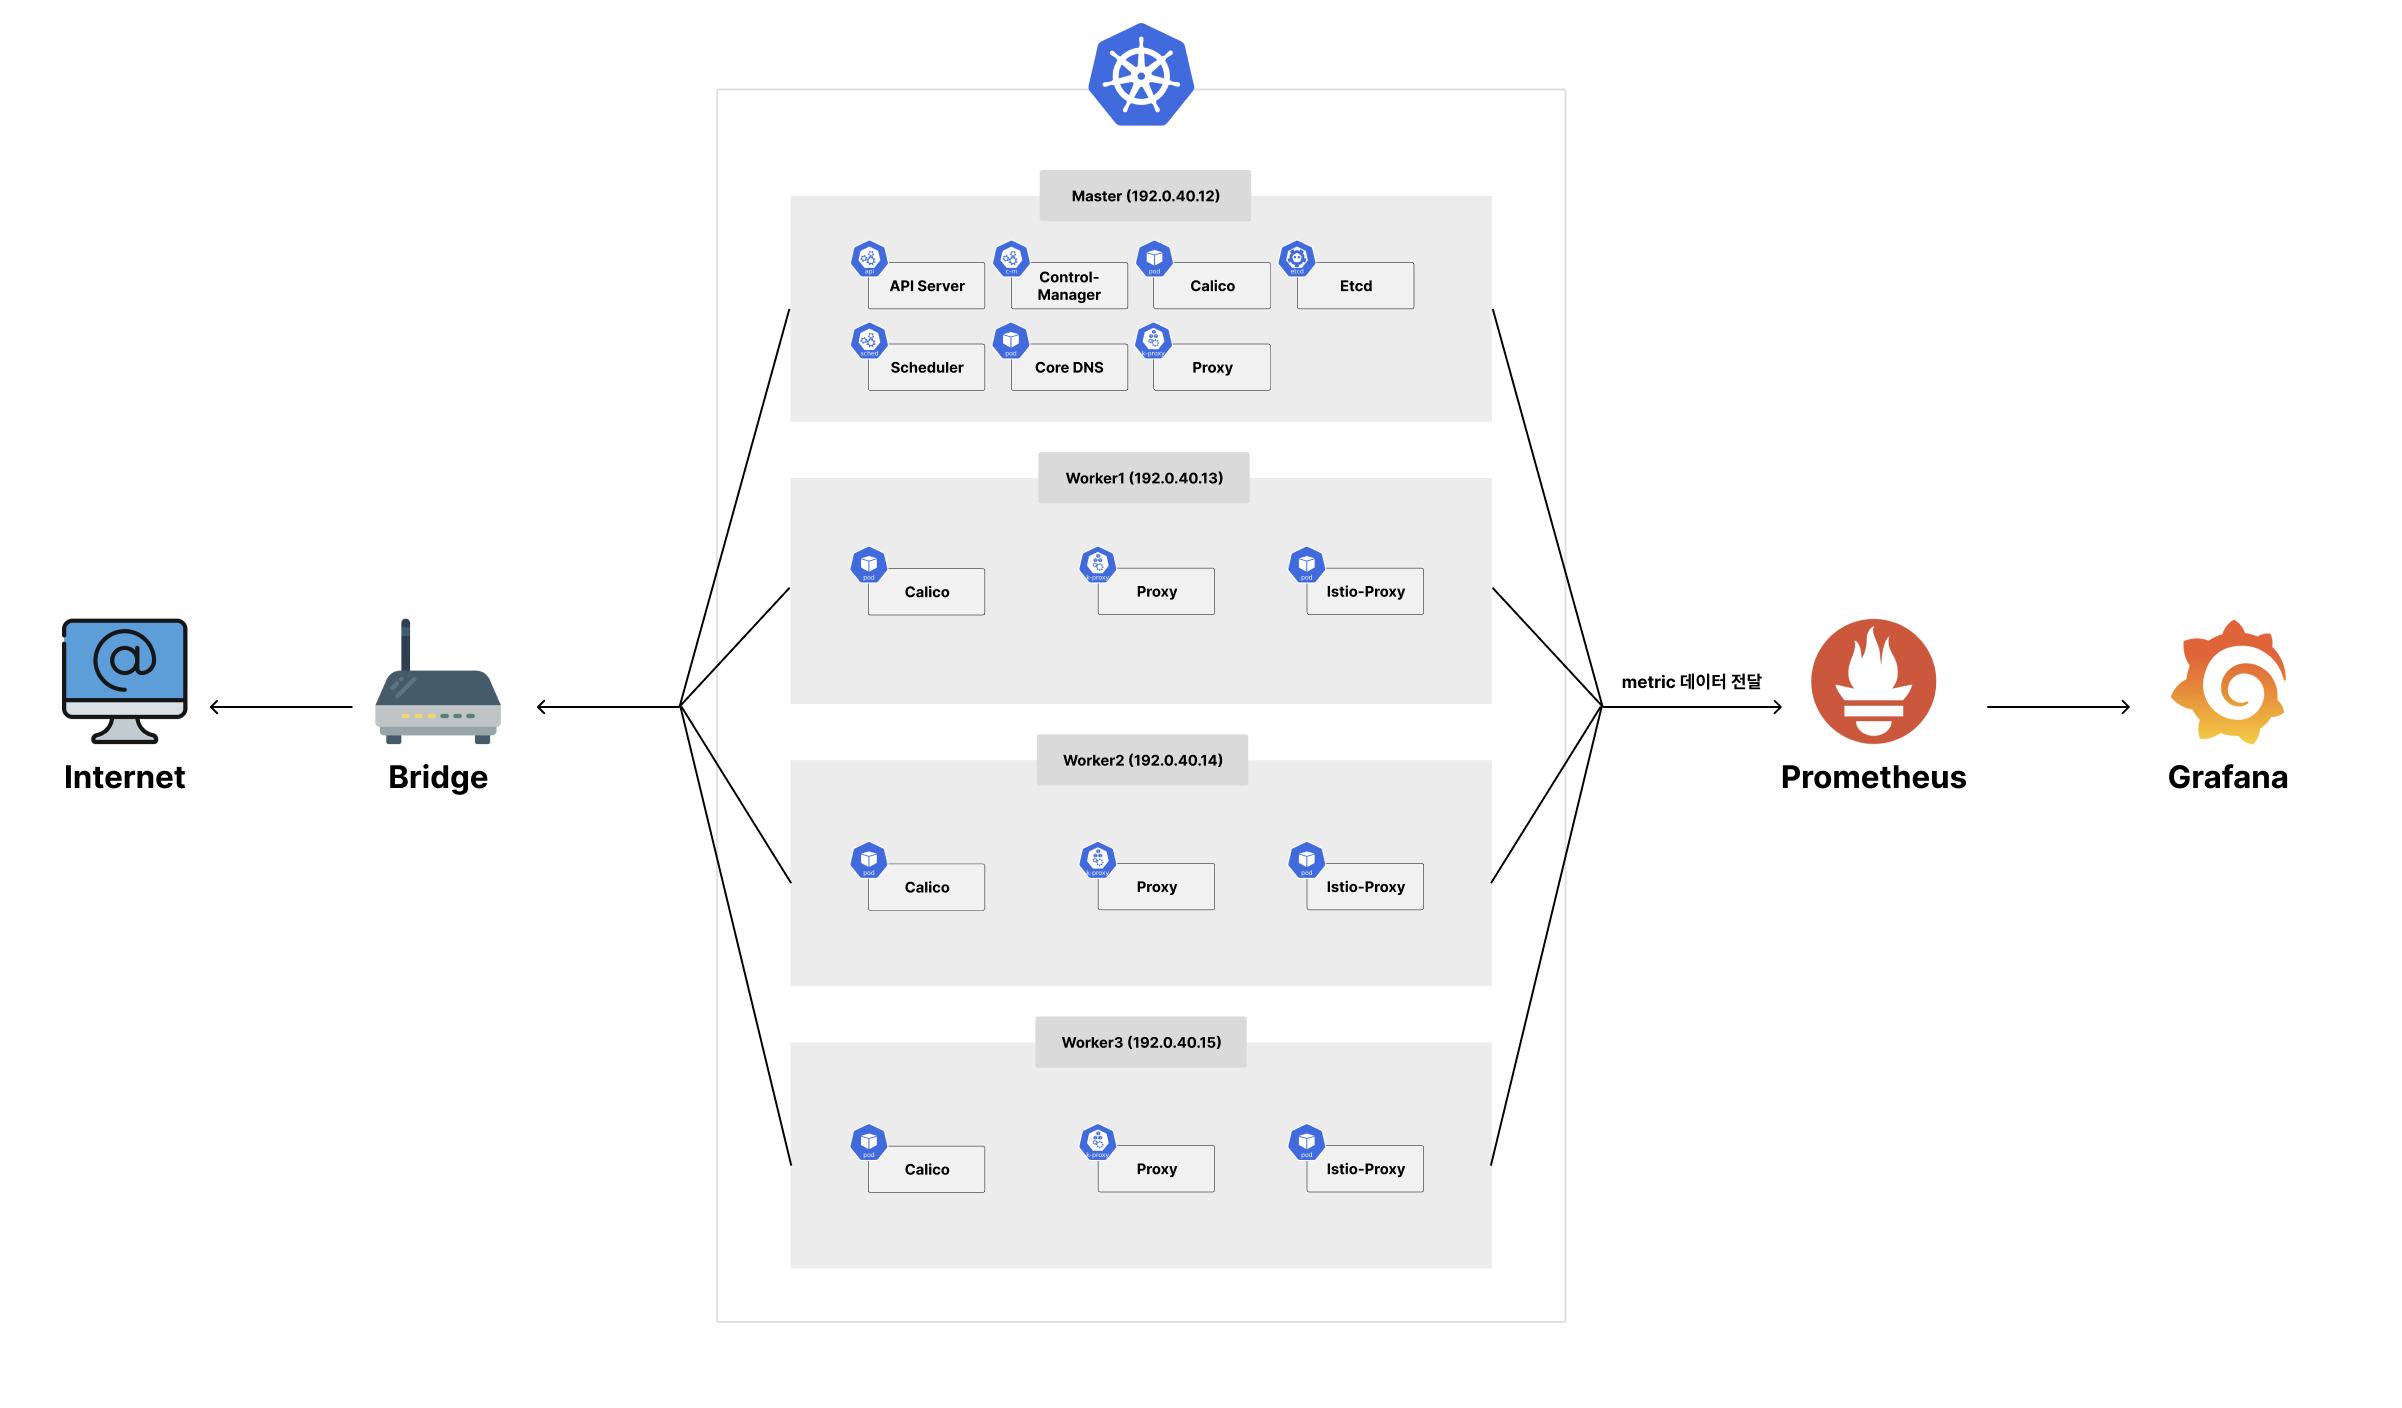 Master (192.0.40.12)
api
API Server
c-m
Control-
Manager
pod
Calico
etcd
Etcd
sched
Scheduler
pod
Core DNS
k-proxy
Proxy
Worker1 (192.0.40.13)
pod
Calico
k-proxy
Proxy
pod
Istio-Proxy
Internet
Bridge
metric 데이터 전달
Prometheus
Grafana
Worker2 (192.0.40.14)
pod
Calico
k-proxy
Proxy
pod
Istio-Proxy
Worker3 (192.0.40.15)
pod
Calico
k-proxy
Proxy
pod
Istio-Proxy